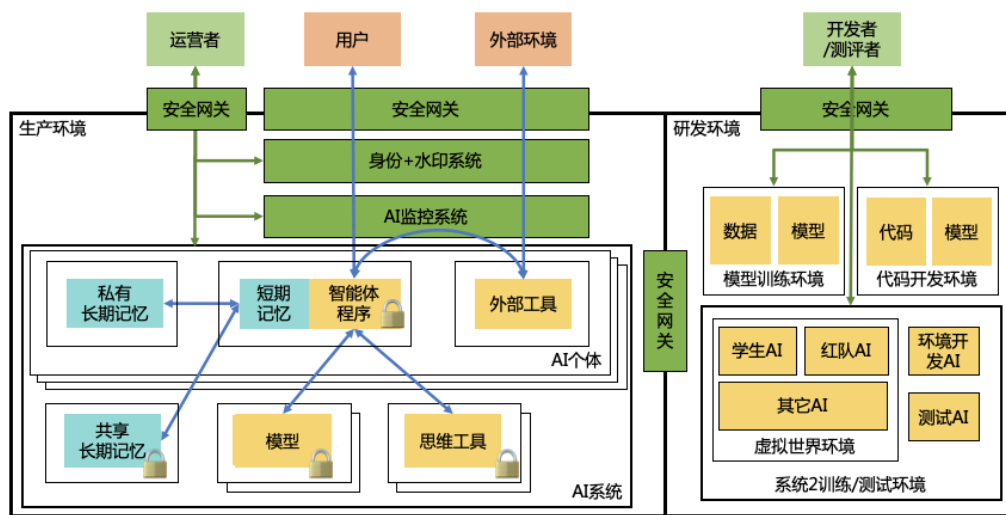 运营者
用户
外部环境
开发者
/测评者
安全网关
安全网关
安全网关
生产环境
研发环境
身份+水印系统
AI监控系统
安全网关
数据
模型
模型训练环境
代码
模型
代码开发环境
私有
长期记忆
短期
记忆
智能体
程序
外部工具
AI个体
共享
长期记忆
模型
思维工具
AI系统
学生AI
红队AI
其它AI
虚拟世界环境
环境开
发AI
测试AI
系统2训练/测试环境